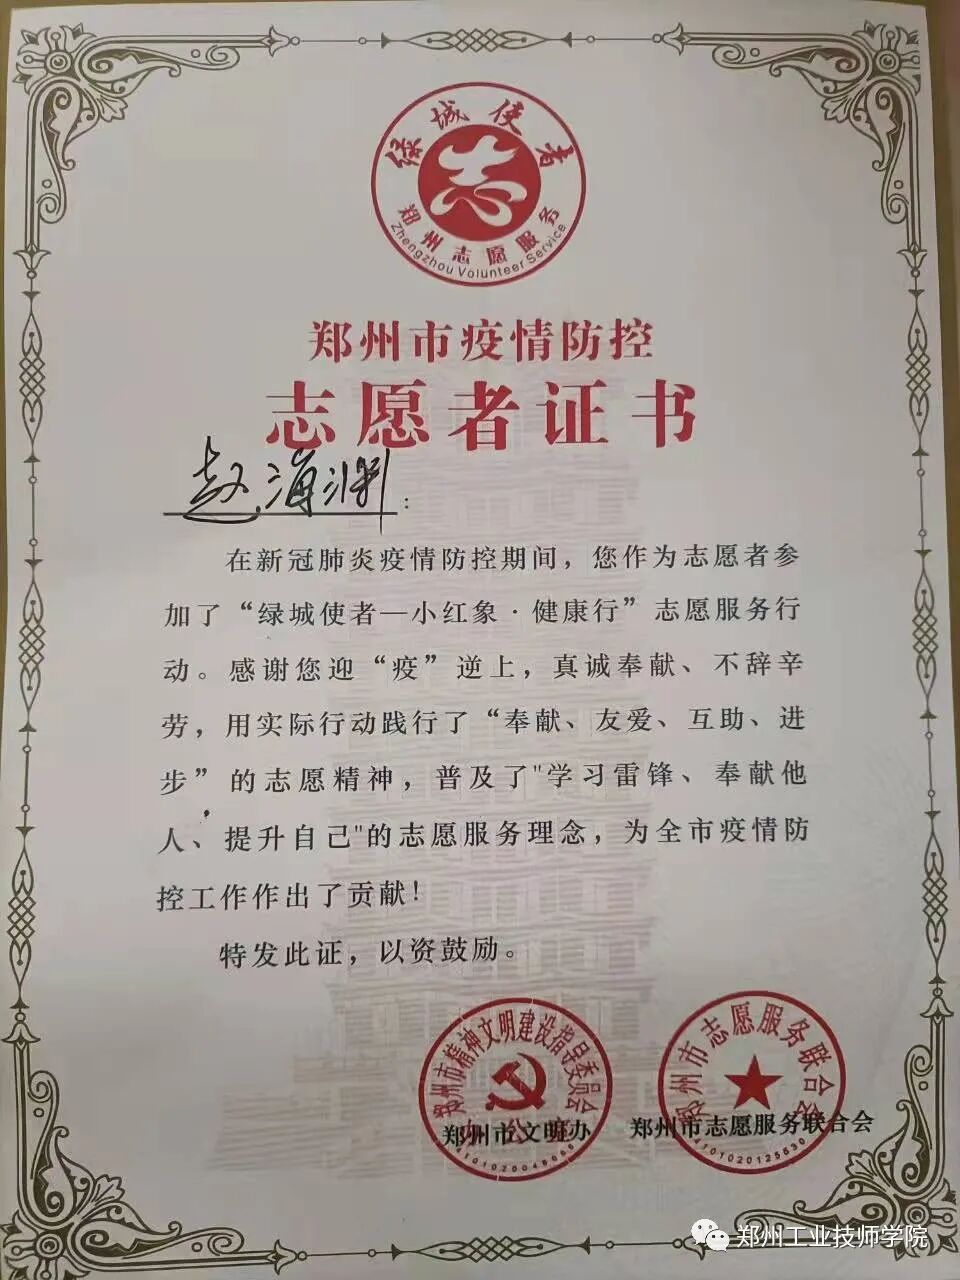 绿城使者
志
郑州志愿服务
Zhengzhou Volunteer Service
郑州市疫情防控
志愿者证书
赵海渊：
在新冠肺炎疫情防控期间，您作为志愿者参
加了“绿城使者—小红象·健康行”志愿服务行
动。感谢您迎“疫”逆上，真诚奉献、不辞辛
劳，用实际行动践行了“奉献、友爱、互助、进
步”的志愿精神，普及了"学习雷锋、奉献他
人、提升自己"的志愿服务理念，为全市疫情防
控工作作出了贡献！
特发此证，以资鼓励。
郑州市精神文明建设指导委员会
郑州市文明办
郑州市志愿服务联合会
郑州市志愿服务联合会
4101020125530
郑州工业技师学院